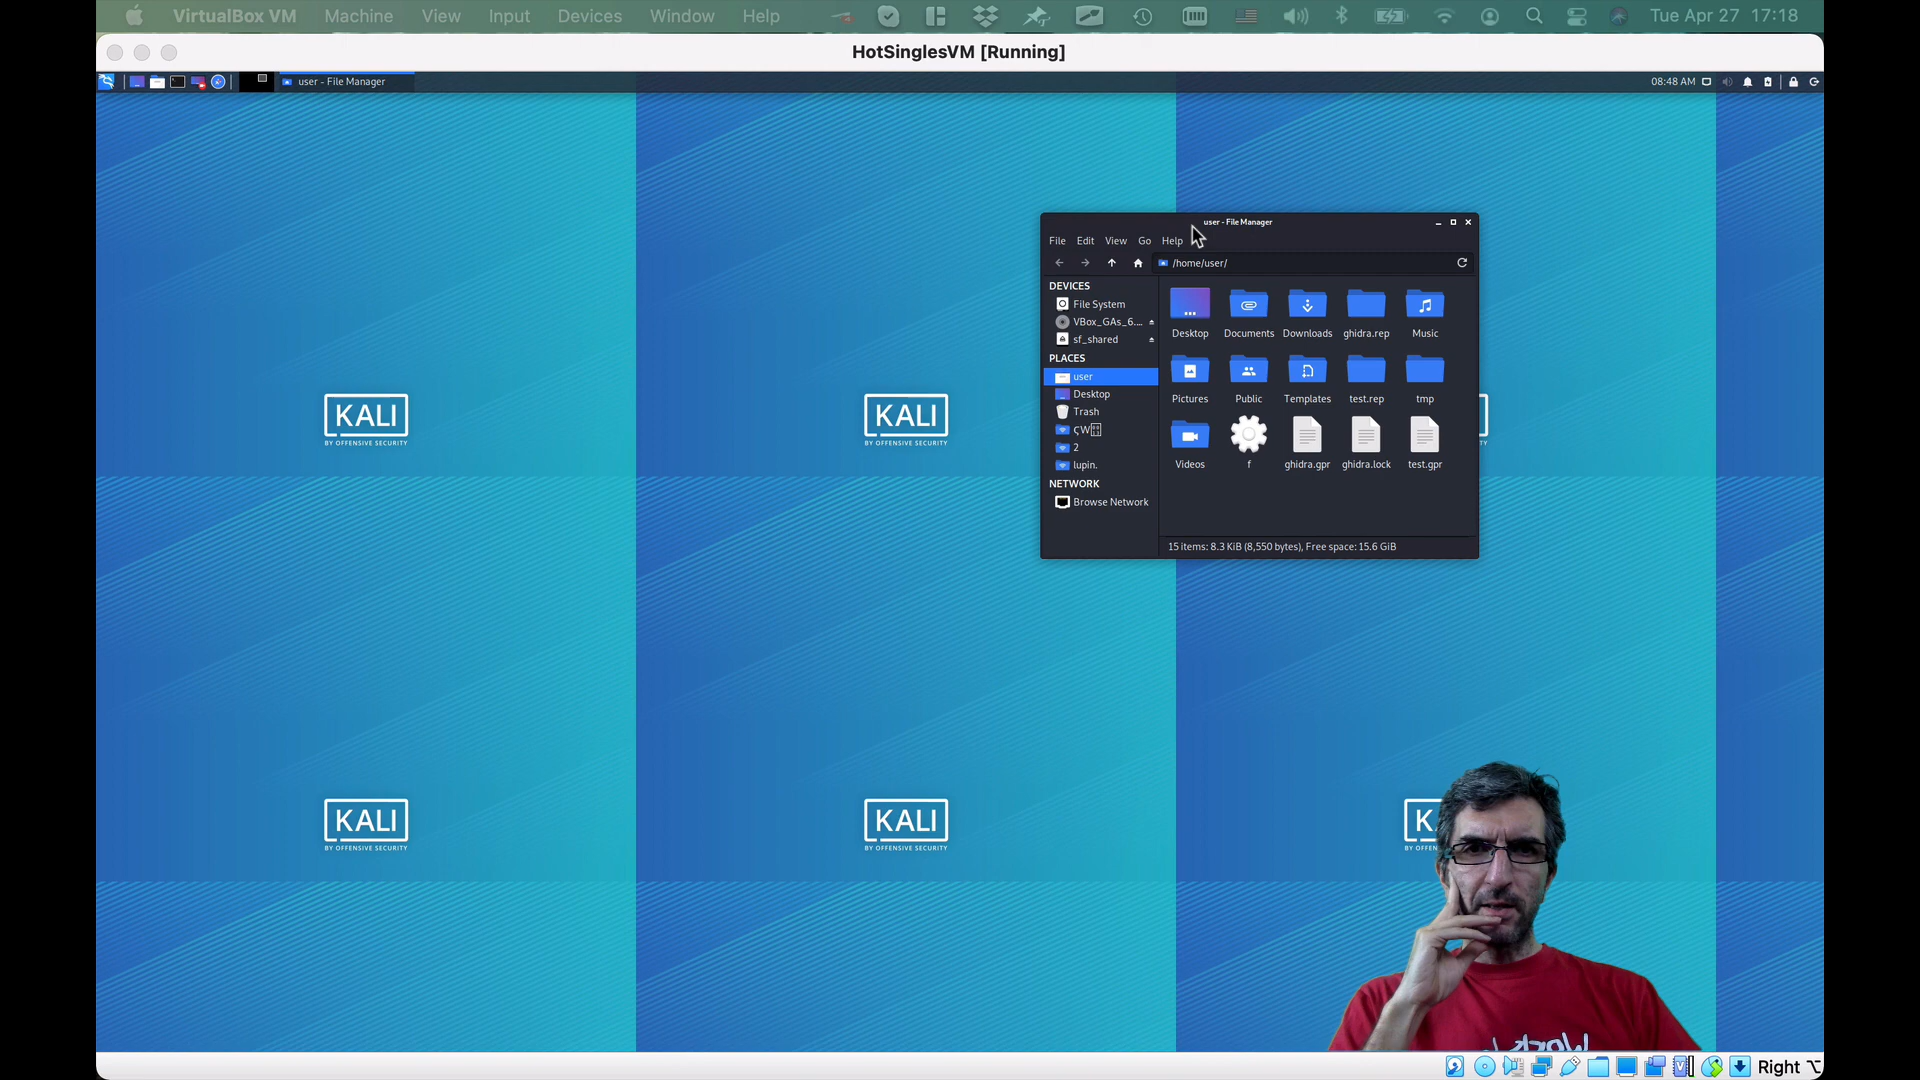 VirtualBox VM Machine View Input Devices Window Help Tue Apr 27 17:18
HotSinglesVM [Running]
user - File Manager 08:48 AM
user - File Manager
File Edit View Go Help
/home/user/
DEVICES
File System
VBox_GAs_6....
sf_shared
PLACES
user
Desktop
Trash
2
lupin.
NETWORK
Browse Network
Desktop Documents Downloads ghidra.rep Music
Pictures Public Templates test.rep tmp
Videos f ghidra.gpr ghidra.lock test.gpr
15 items: 8.3 KiB (8,550 bytes), Free space: 15.6 GiB
KALI
BY OFFENSIVE SECURITY
KALI
BY OFFENSIVE SECURITY
KALI
BY OFFENSIVE SECURITY
KALI
BY OFFENSIVE SECURITY
Right